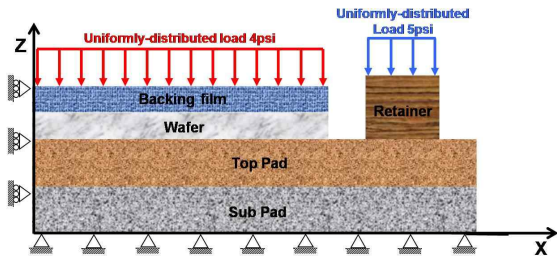 Uniformly-distributed
Load 5psi
Uniformly-distributed load 4psi
Z
Backing film
Retainer
Wafer
Top Pad
Sub Pad
X